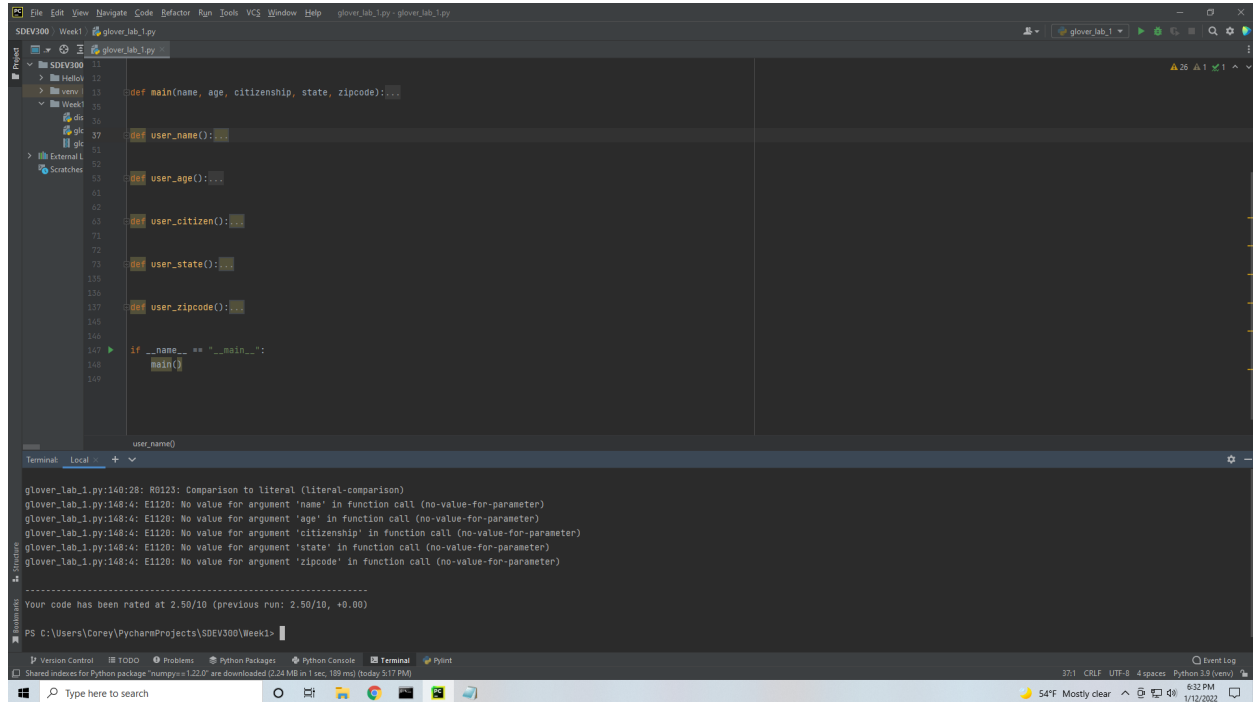 PC File Edit View Navigate Code Refactor Run Tools VCS Window Help glover_lab_1.py - glover_lab_1.py
SDEV300 Week1 glover_lab_1.py
glover_lab_1
Project
glover_lab_1.py
SDEV300
Hello
venv
Week1
dis
glo
glo
External L
Scratches
26 1 1
11
12
13 def main(name, age, citizenship, state, zipcode):...
35
36
37 def user_name():...
51
52
53 def user_age():...
61
62
63 def user_citizen():...
71
72
73 def user_state():...
135
136
137 def user_zipcode():...
145
146
147 if __name__ == "__main__":
148 main()
149
user_name()
Terminal: Local × + 
glover_lab_1.py:140:28: R0123: Comparison to literal (literal-comparison)
glover_lab_1.py:148:4: E1120: No value for argument 'name' in function call (no-value-for-parameter)
glover_lab_1.py:148:4: E1120: No value for argument 'age' in function call (no-value-for-parameter)
glover_lab_1.py:148:4: E1120: No value for argument 'citizenship' in function call (no-value-for-parameter)
glover_lab_1.py:148:4: E1120: No value for argument 'state' in function call (no-value-for-parameter)
glover_lab_1.py:148:4: E1120: No value for argument 'zipcode' in function call (no-value-for-parameter)
------------------------------------------------------------------
Your code has been rated at 2.50/10 (previous run: 2.50/10, +0.00)
PS C:\Users\Corey\PycharmProjects\SDEV300\Week1>
Structure
Bookmarks
Version Control TODO Problems Python Packages Python Console Terminal Pylint Event Log
Shared indexes for Python package "numpy==1.22.0" are downloaded (2.24 MB in 1 sec, 189 ms) (today 5:17 PM) 37:1 CRLF UTF-8 4 spaces Python 3.9 (venv)
Type here to search
54°F Mostly clear
6:32 PM
1/12/2022